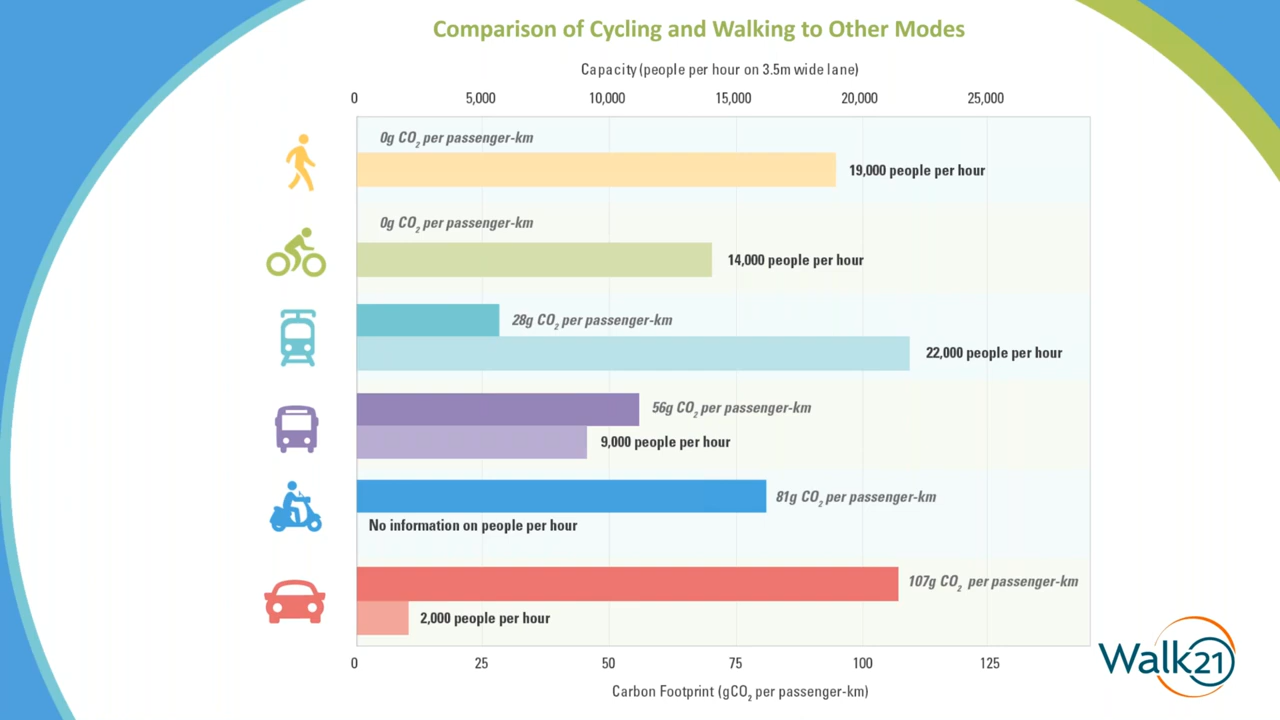 Comparison of Cycling and Walking to Other Modes
Capacity (people per hour on 3.5m wide lane)
0 5,000 10,000 15,000 20,000 25,000
0g CO₂ per passenger-km
19,000 people per hour
0g CO₂ per passenger-km
14,000 people per hour
28g CO₂ per passenger-km
22,000 people per hour
56g CO₂ per passenger-km
9,000 people per hour
81g CO₂ per passenger-km
No information on people per hour
107g CO₂ per passenger-km
2,000 people per hour
0 25 50 75 100 125
Carbon Footprint (gCO₂ per passenger-km)
Walk21